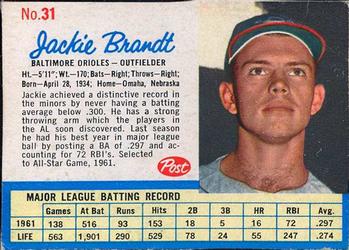 No.31
Jackie Brandt
BALTIMORE ORIOLES – OUTFIELDER
Ht.–5'11"; Wt.–170; Bats–Right; Throws–Right;
Born–April 28, 1934; Home–Omaha, Nebraska
Jackie achieved a distinctive record in
the minors by never having a batting
average below .300. He has a strong
throwing arm which the players in
the AL soon discovered. Last season
he had his best year in major league
ball by posting a BA of .297 and ac-
counting for 72 RBI's. Selected
to All-Star Game, 1961.
Post
MAJOR LEAGUE BATTING RECORD
Games At Bat Runs Hits 2B 3B HR RBI Avg.
1961 138 516 93 153 18 5 16 72 .297
LIFE 563 1,901 290 529 78 24 55 247 .274